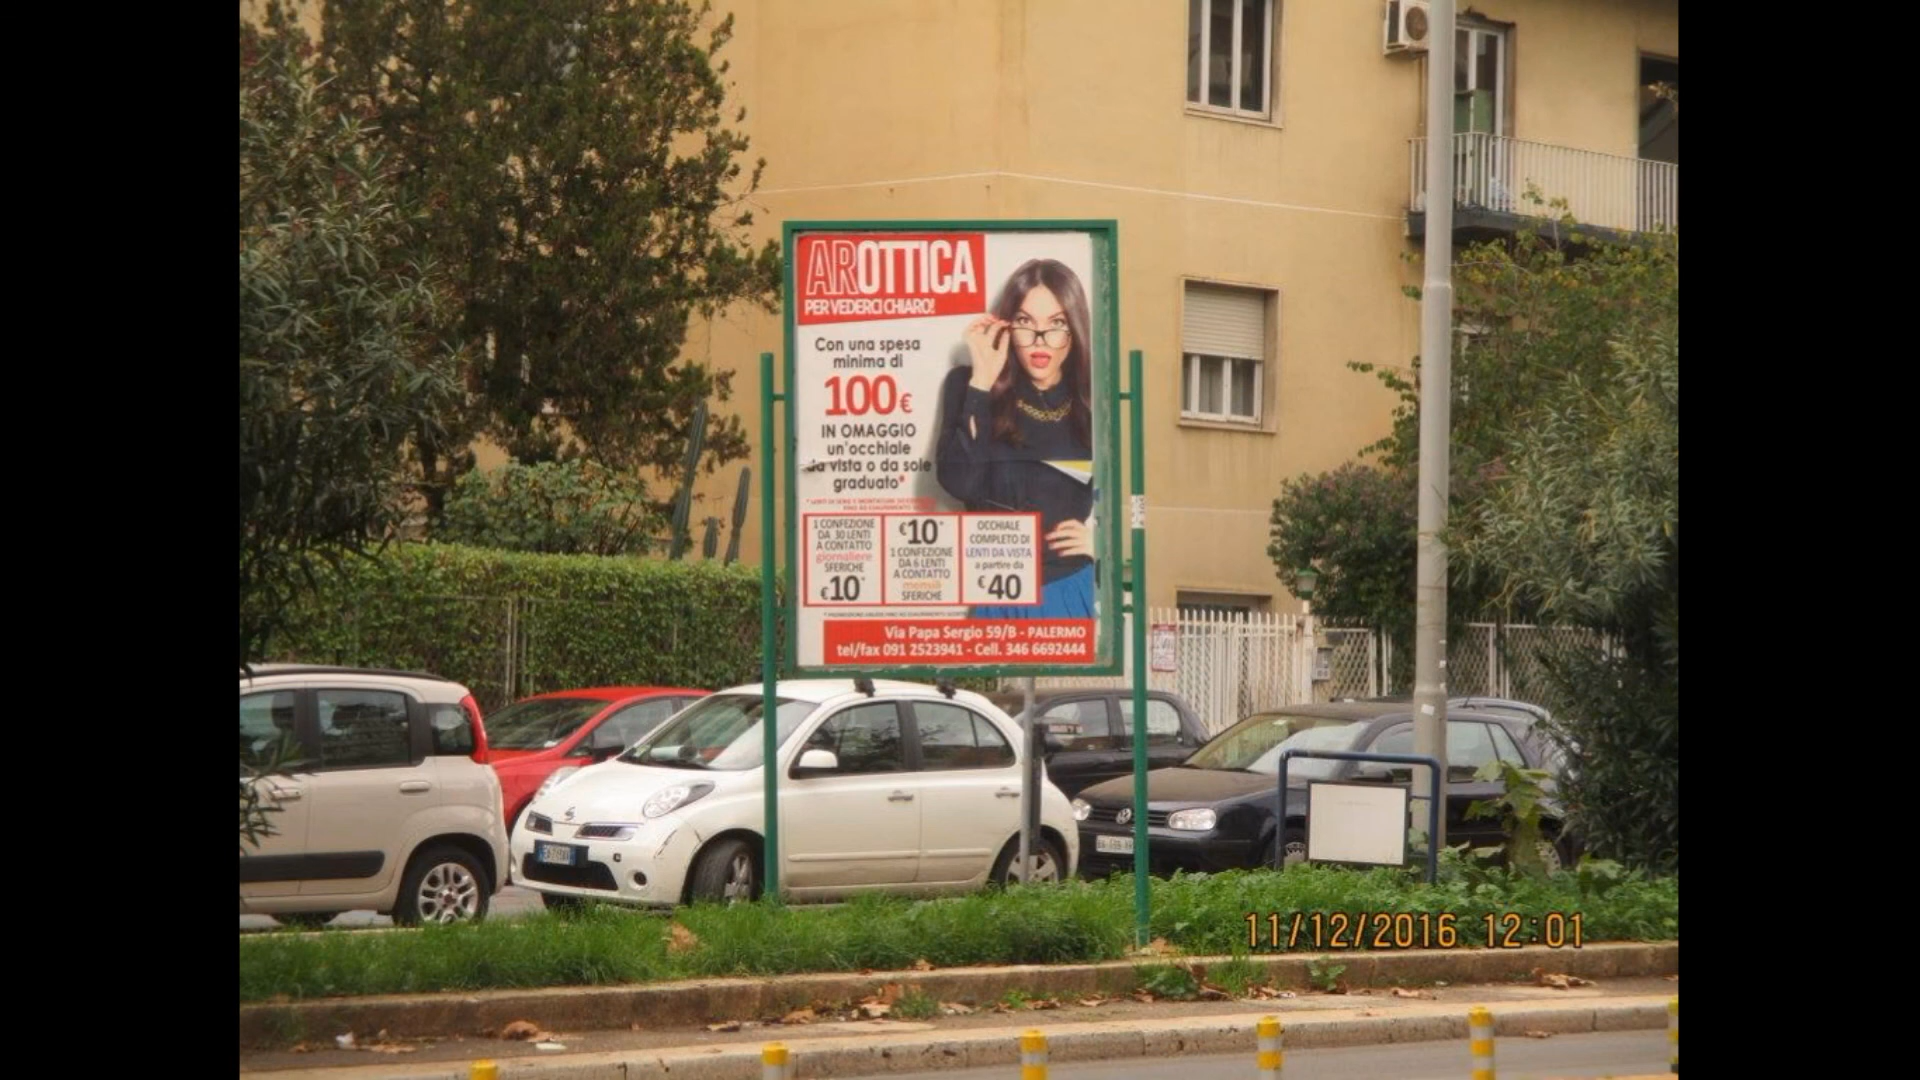 AROTTICA
PER VEDERCI CHIARO!
Con una spesa
minima di
100€
IN OMAGGIO
un'occhiale
da vista o da sole
graduato*
1 CONFEZIONE
DA 30 LENTI
A CONTATTO
giornaliere
SFERICHE
€10*
€10*
1 CONFEZIONE
DA 6 LENTI
A CONTATTO
mensili
SFERICHE
OCCHIALE
COMPLETO DI
LENTI DA VISTA
a partire da
€40
Via Papa Sergio 59/B - PALERMO
tel/fax 091 2523941 - Cell. 346 6692444
11/12/2016 12:01